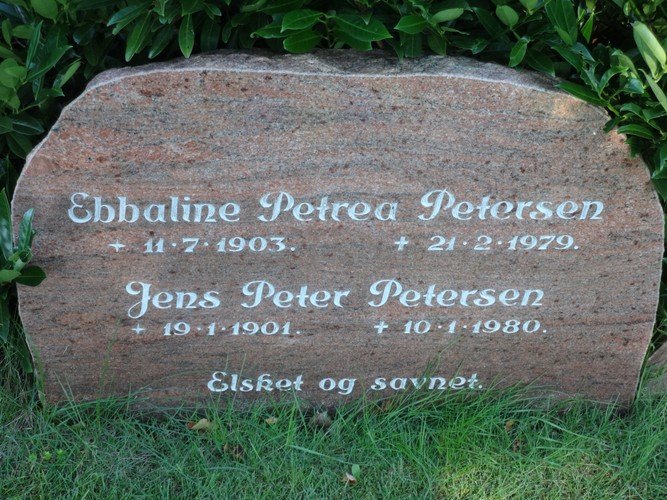 Ebbaline Petrea Petersen
+ 11·7·1903. + 21·2·1979.
Jens Peter Petersen
+ 19·1·1901. + 10·1·1980.
Elsket og savnet.